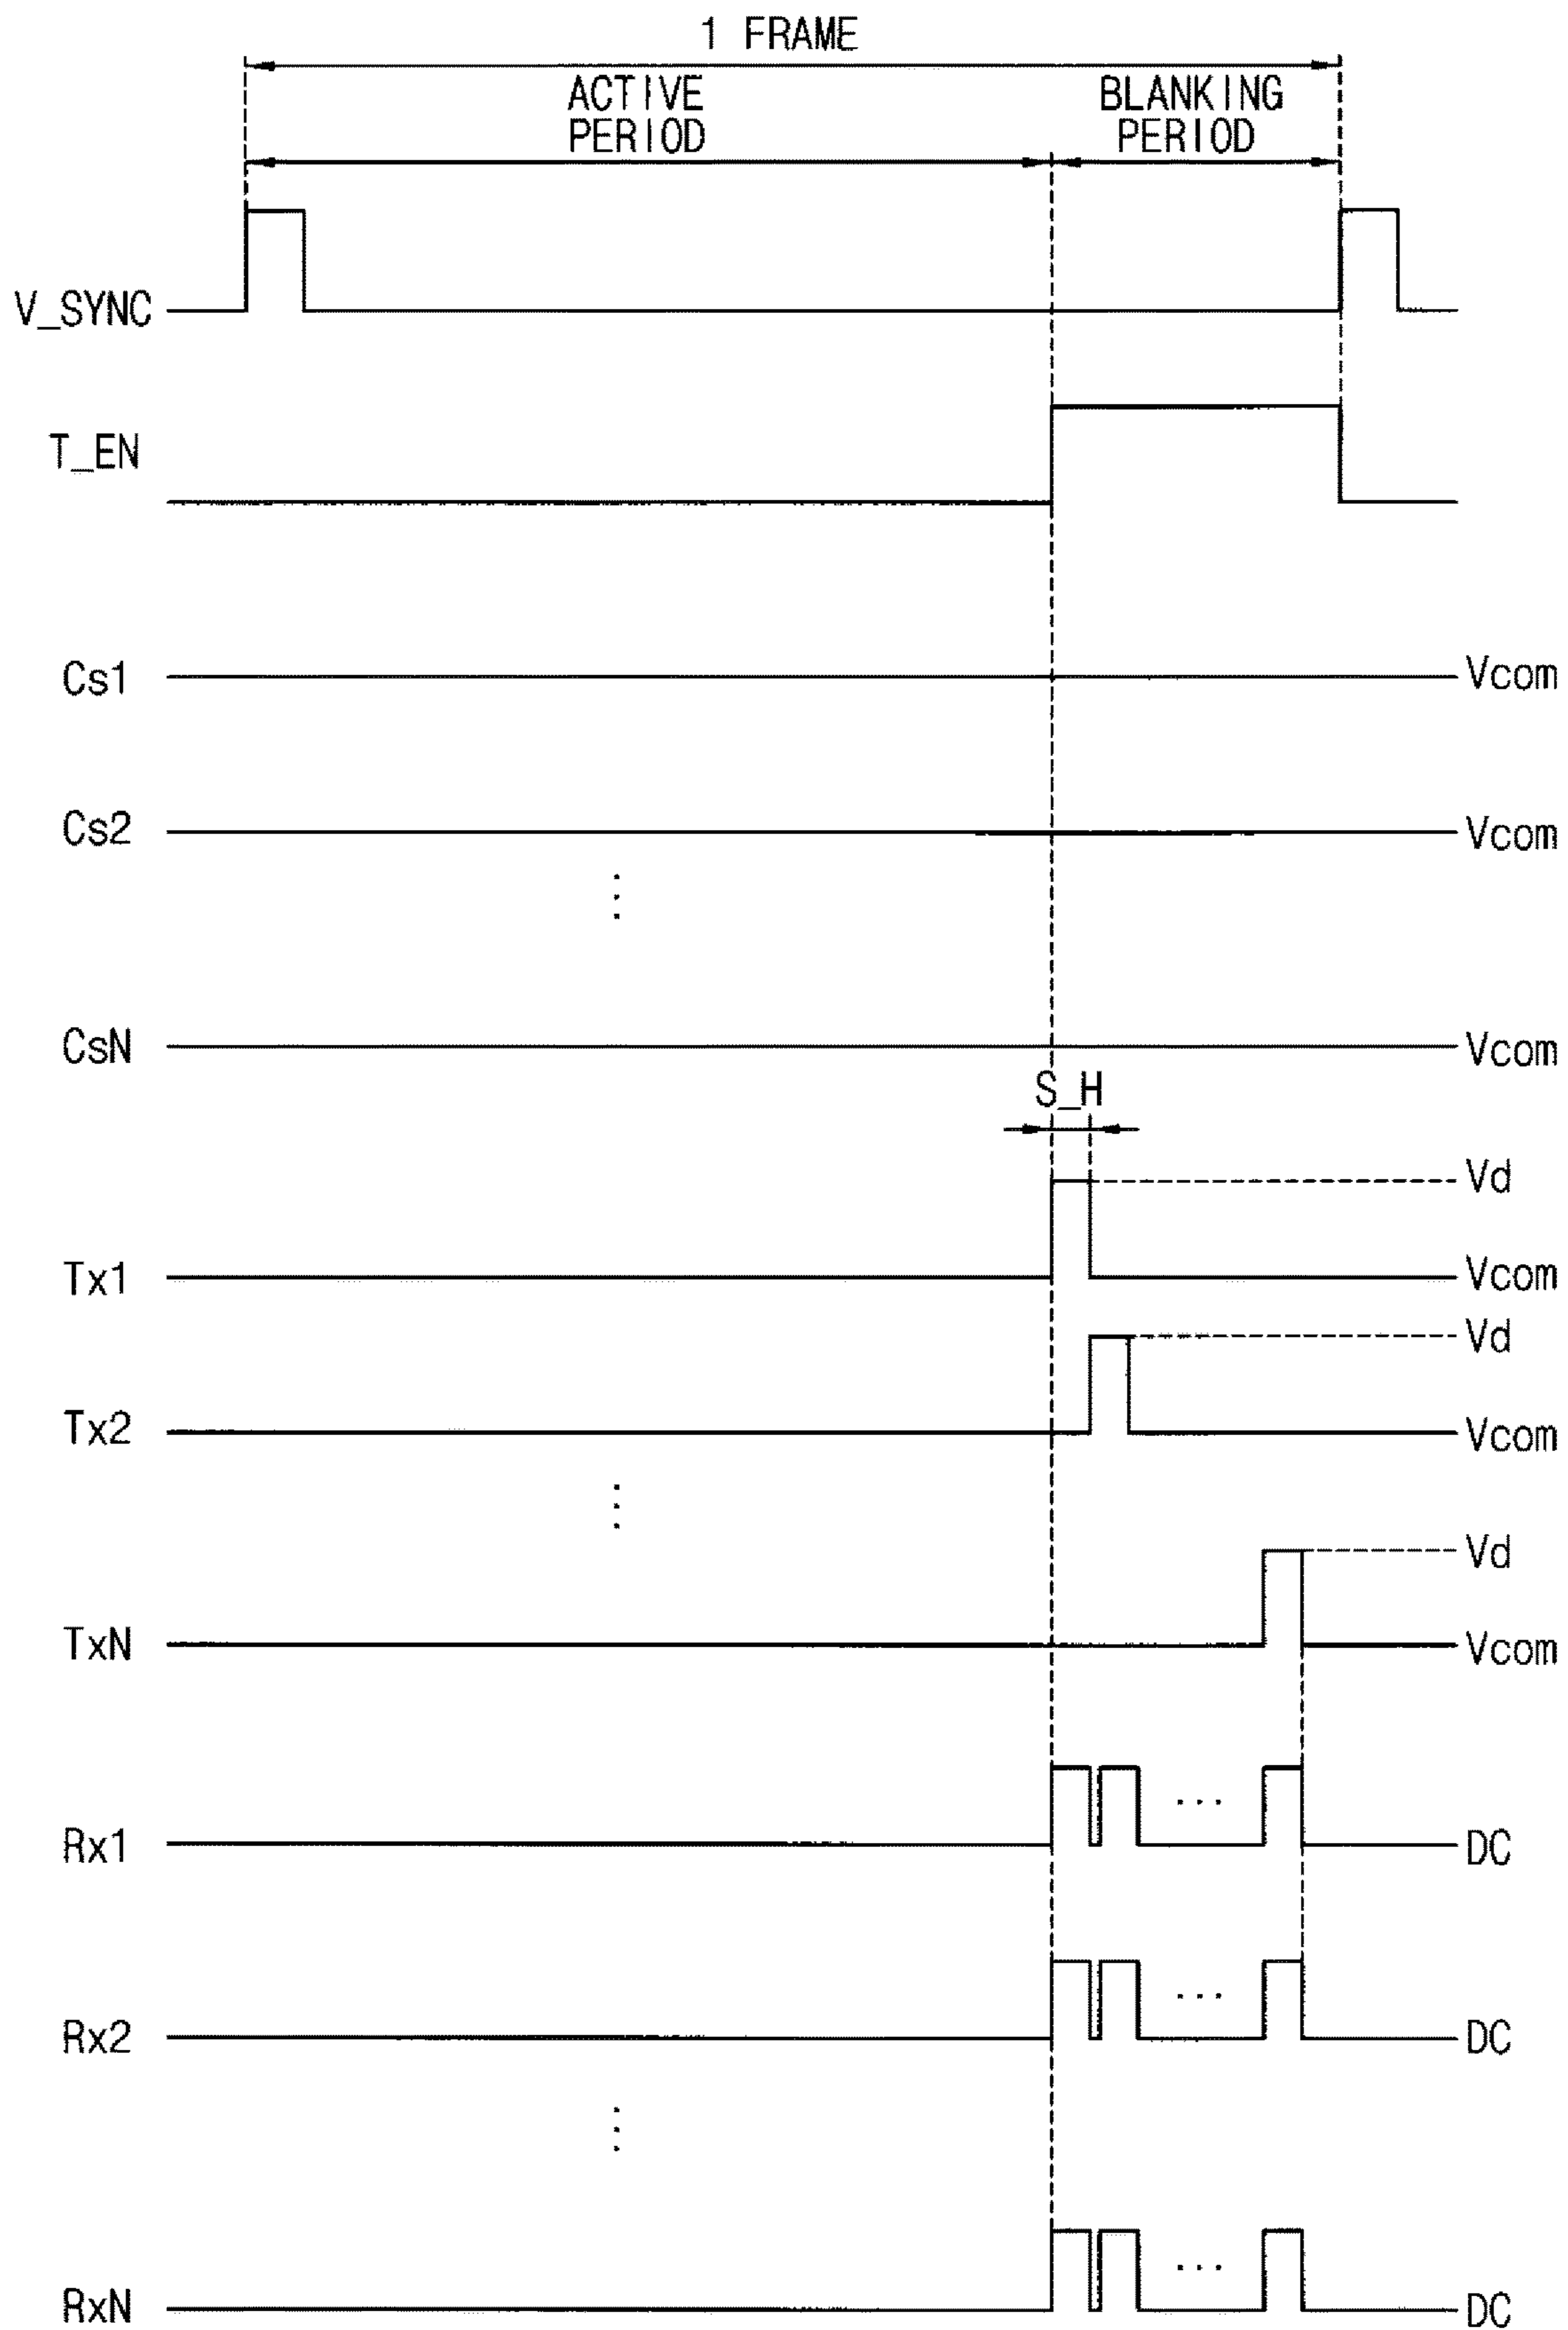 1 FRAME
ACTIVE
PERIOD
BLANKING
PERIOD
V_SYNC
T_EN
Cs1 Vcom
Cs2 Vcom
CsN Vcom
S_H
Vd
Tx1 Vcom
Vd
Tx2 Vcom
Vd
TxN Vcom
Rx1 DC
Rx2 DC
RxN DC